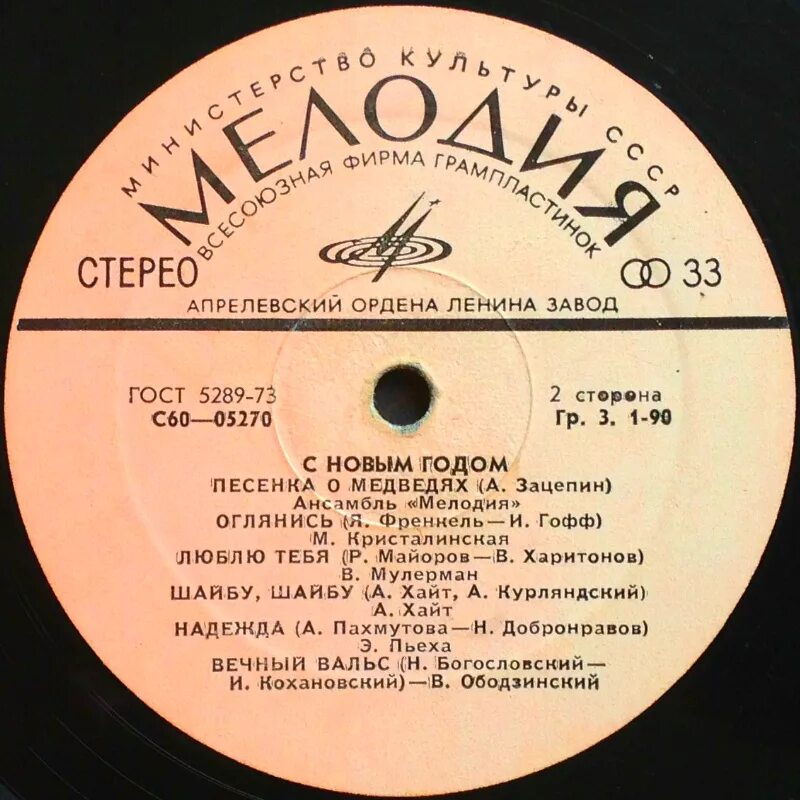 МИНИСТЕРСТВО КУЛЬТУРЫ СССР
МЕЛОДИЯ
ВСЕСОЮЗНАЯ ФИРМА ГРАМПЛАСТИНОК
СТЕРЕО
33
АПРЕЛЕВСКИЙ ОРДЕНА ЛЕНИНА ЗАВОД
ГОСТ 5289-73
С60—05270
2 сторона
Гр. 3. 1-90
С НОВЫМ ГОДОМ
ПЕСЕНКА О МЕДВЕДЯХ (А. Зацепин)
Ансамбль «Мелодия»
ОГЛЯНИСЬ (Я. Френкель—И. Гофф)
М. Кристалинская
ЛЮБЛЮ ТЕБЯ (Р. Майоров—В. Харитонов)
В. Мулерман
ШАЙБУ, ШАЙБУ (А. Хайт, А. Курляндский)
А. Хайт
НАДЕЖДА (А. Пахмутова—Н. Добронравов)
Э. Пьеха
ВЕЧНЫЙ ВАЛЬС (Н. Богословский—
И. Кохановский)—В. Ободзинский